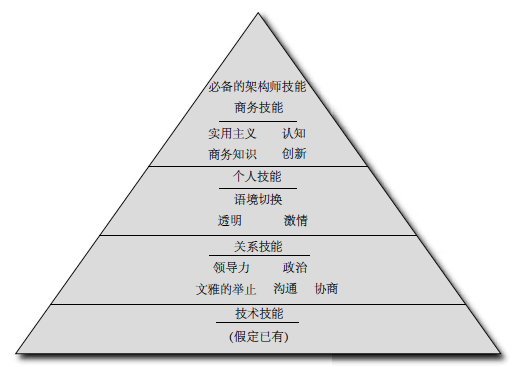 必备的架构师技能
商务技能
实用主义 认知
商务知识 创新
个人技能
语境切换
透明 激情
关系技能
领导力 政治
文雅的举止 沟通 协商
技术技能
(假定已有)